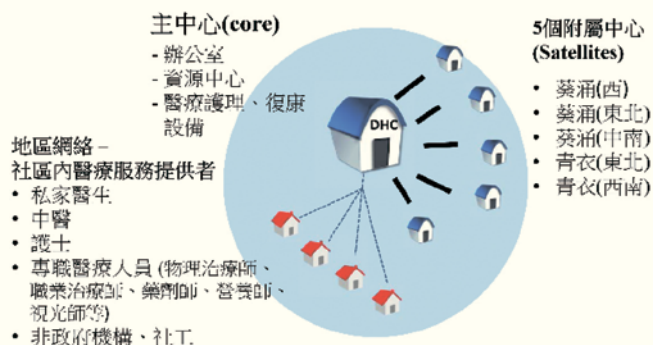 主中心(core)
- 辦公室
- 資源中心
- 醫療護理、復康
設備
DHC
5個附屬中心
(Satellites)
• 葵涌(西)
• 葵涌(東北)
• 葵涌(中南)
• 青衣(東北)
• 青衣(西南)
地區網絡 –
社區內醫療服務提供者
• 私家醫生
• 中醫
• 護士
• 專職醫療人員 (物理治療師、
職業治療師、藥劑師、營養師、
視光師等)
• 非政府機構、社工